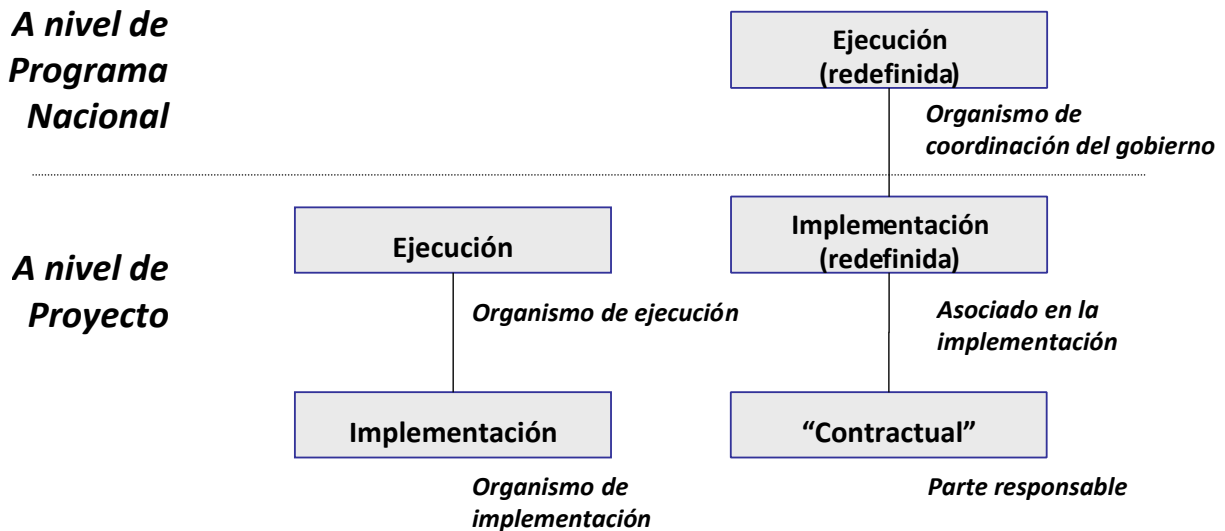 A nivel de
Programa
Nacional
Ejecución
(redefinida)
Organismo de
coordinación del gobierno
A nivel de
Proyecto
Ejecución
Organismo de ejecución
Implementación
Organismo de
implementación
Implementación
(redefinida)
Asociado en la
implementación
“Contractual”
Parte responsable